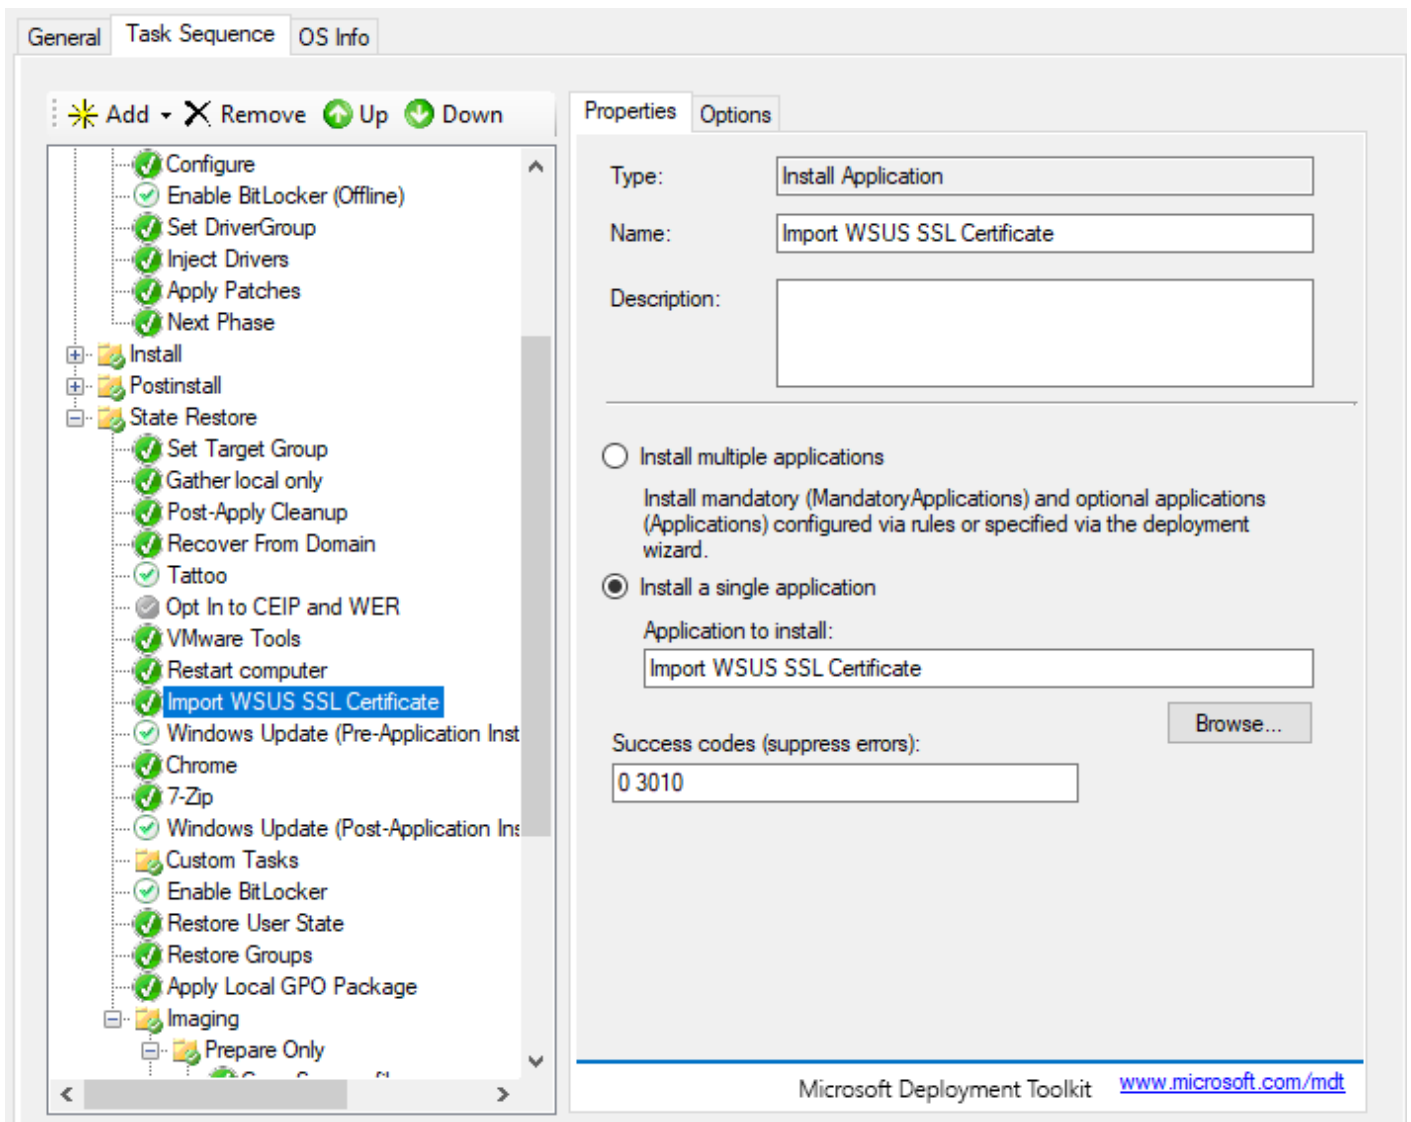 General
Task Sequence
OS Info
Add
Remove
Up
Down
Configure
Enable BitLocker (Offline)
Set DriverGroup
Inject Drivers
Apply Patches
Next Phase
Install
Postinstall
State Restore
Set Target Group
Gather local only
Post-Apply Cleanup
Recover From Domain
Tattoo
Opt In to CEIP and WER
VMware Tools
Restart computer
Import WSUS SSL Certificate
Windows Update (Pre-Application Inst
Chrome
7-Zip
Windows Update (Post-Application Ins
Custom Tasks
Enable BitLocker
Restore User State
Restore Groups
Apply Local GPO Package
Imaging
Prepare Only
Properties
Options
Type:
Install Application
Name:
Import WSUS SSL Certificate
Description:
Install multiple applications
Install mandatory (MandatoryApplications) and optional applications
(Applications) configured via rules or specified via the deployment
wizard.
Install a single application
Application to install:
Import WSUS SSL Certificate
Browse...
Success codes (suppress errors):
0 3010
Microsoft Deployment Toolkit
www.microsoft.com/mdt